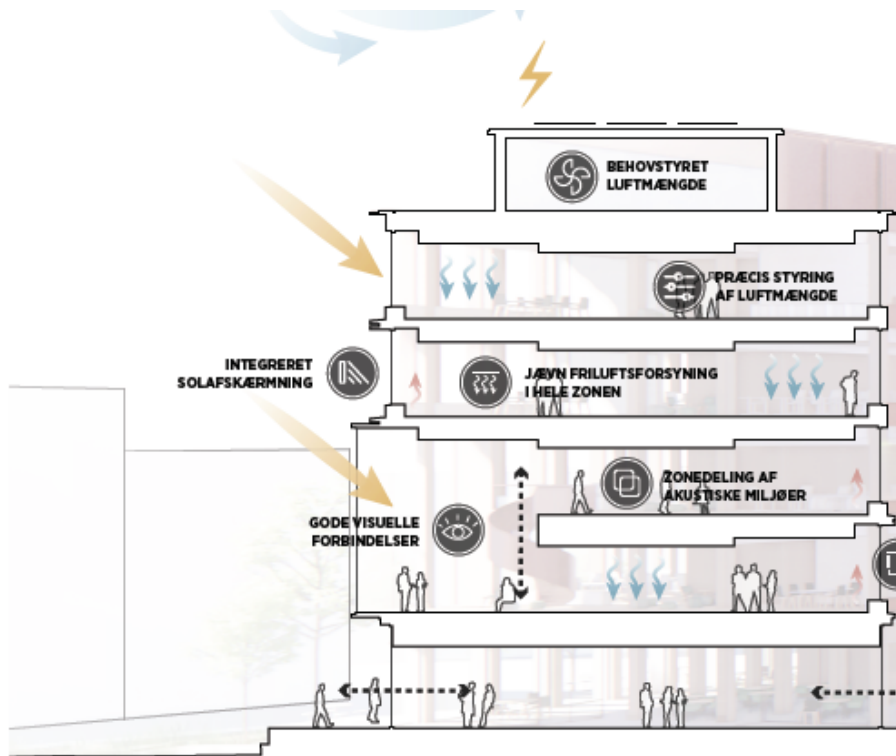 BEHOVSTYRET
LUFTMÆNGDE
PRÆCIS STYRING
AF LUFTMÆNGDE
INTEGRERET
SOLAFSKÆRMNING
JÆVN FRILUFTSFORSYNING
I HELE ZONEN
ZONEDELING AF
AKUSTISKE MILJØER
GODE VISUELLE
FORBINDELSER